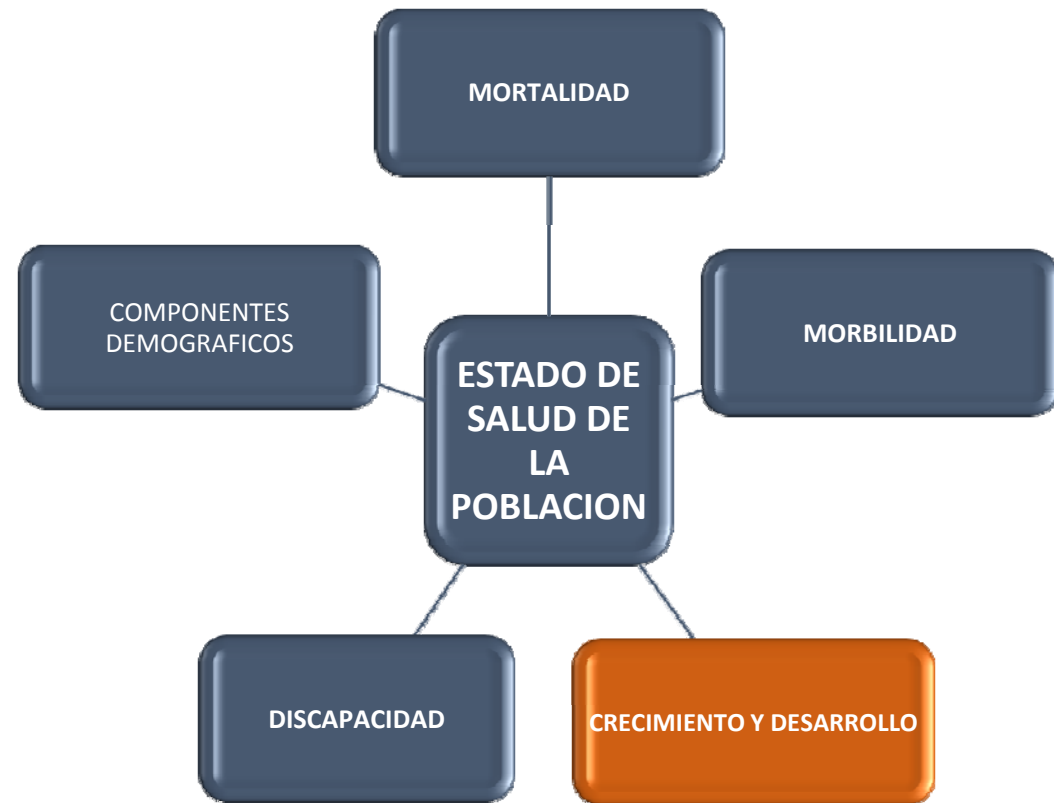 MORTALIDAD
COMPONENTES
DEMOGRAFICOS
MORBILIDAD
ESTADO DE
SALUD DE
LA
POBLACION
DISCAPACIDAD
CRECIMIENTO Y DESARROLLO